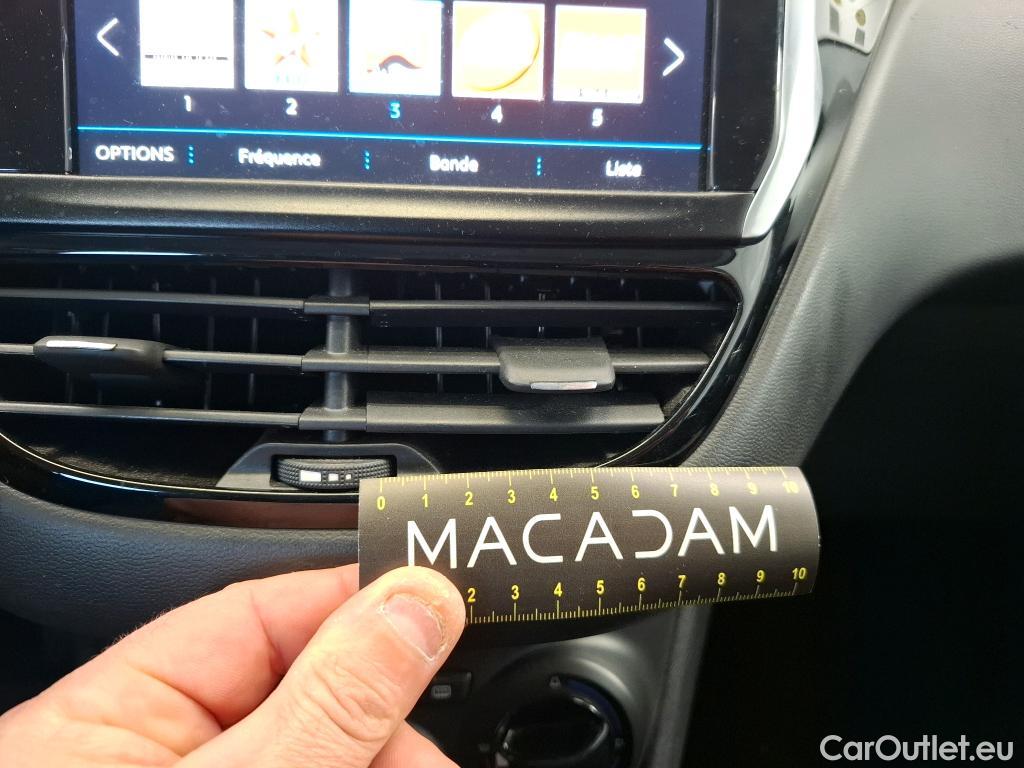 1 2 3 4 5
OPTIONS Fréquence Bande Liste
0 1 2 3 4 5 6 7 8 9 10
MACADAM
2 3 4 5 6 7 8 9 10
CarOutlet.eu